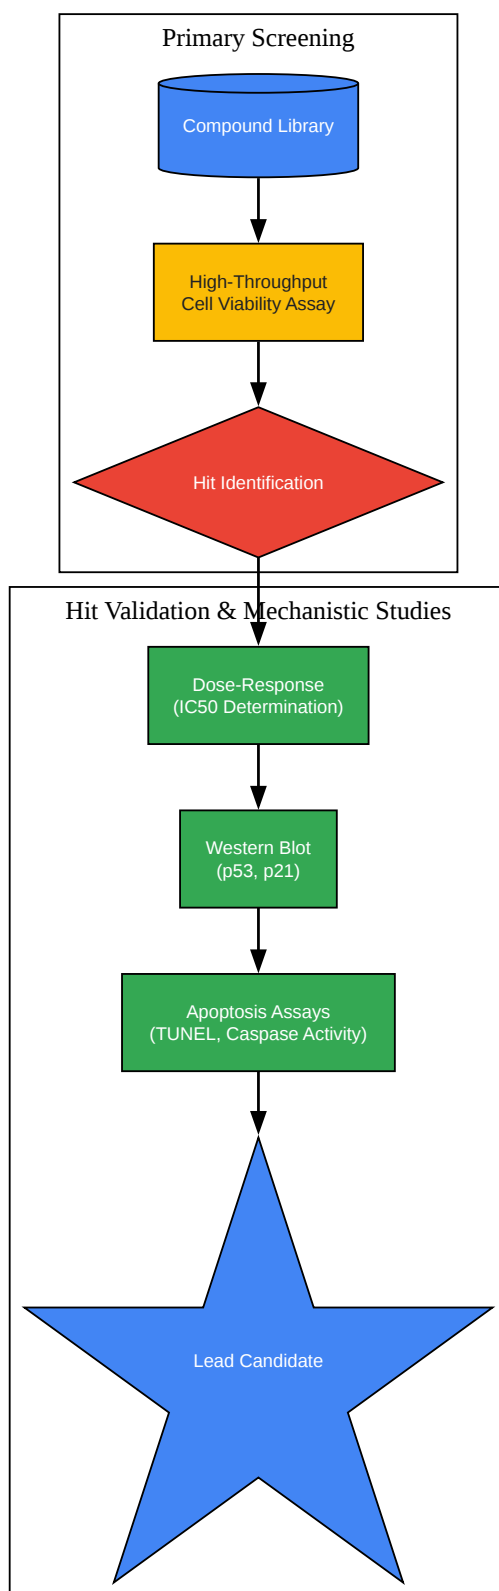 Primary Screening
Compound Library
High-Throughput
Cell Viability Assay
Hit Identification
Hit Validation & Mechanistic Studies
Dose-Response
(IC50 Determination)
Western Blot
(p53, p21)
Apoptosis Assays
(TUNEL, Caspase Activity)
Lead Candidate